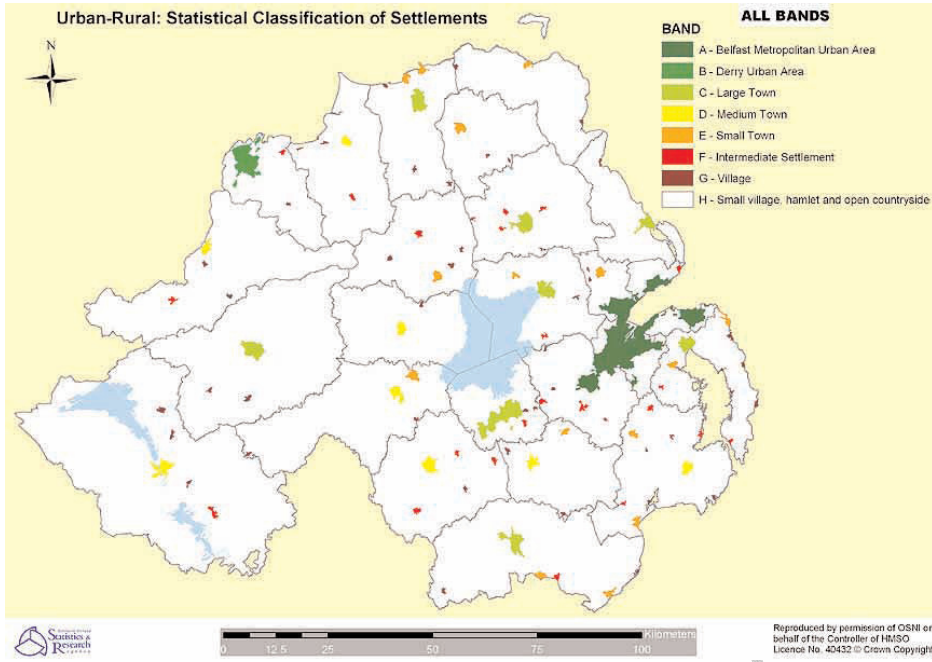 Urban-Rural: Statistical Classification of Settlements
ALL BANDS
N
BAND
A - Belfast Metropolitan Urban Area
B - Derry Urban Area
C - Large Town
D - Medium Town
E - Small Town
F - Intermediate Settlement
G - Village
H - Small village, hamlet and open countryside
Statistics &
Research
Kilometers
0 12.5 25 50 75 100
Reproduced by permission of OSNI on
behalf of the Controller of HMSO
Licence No. 40432 © Crown Copyright